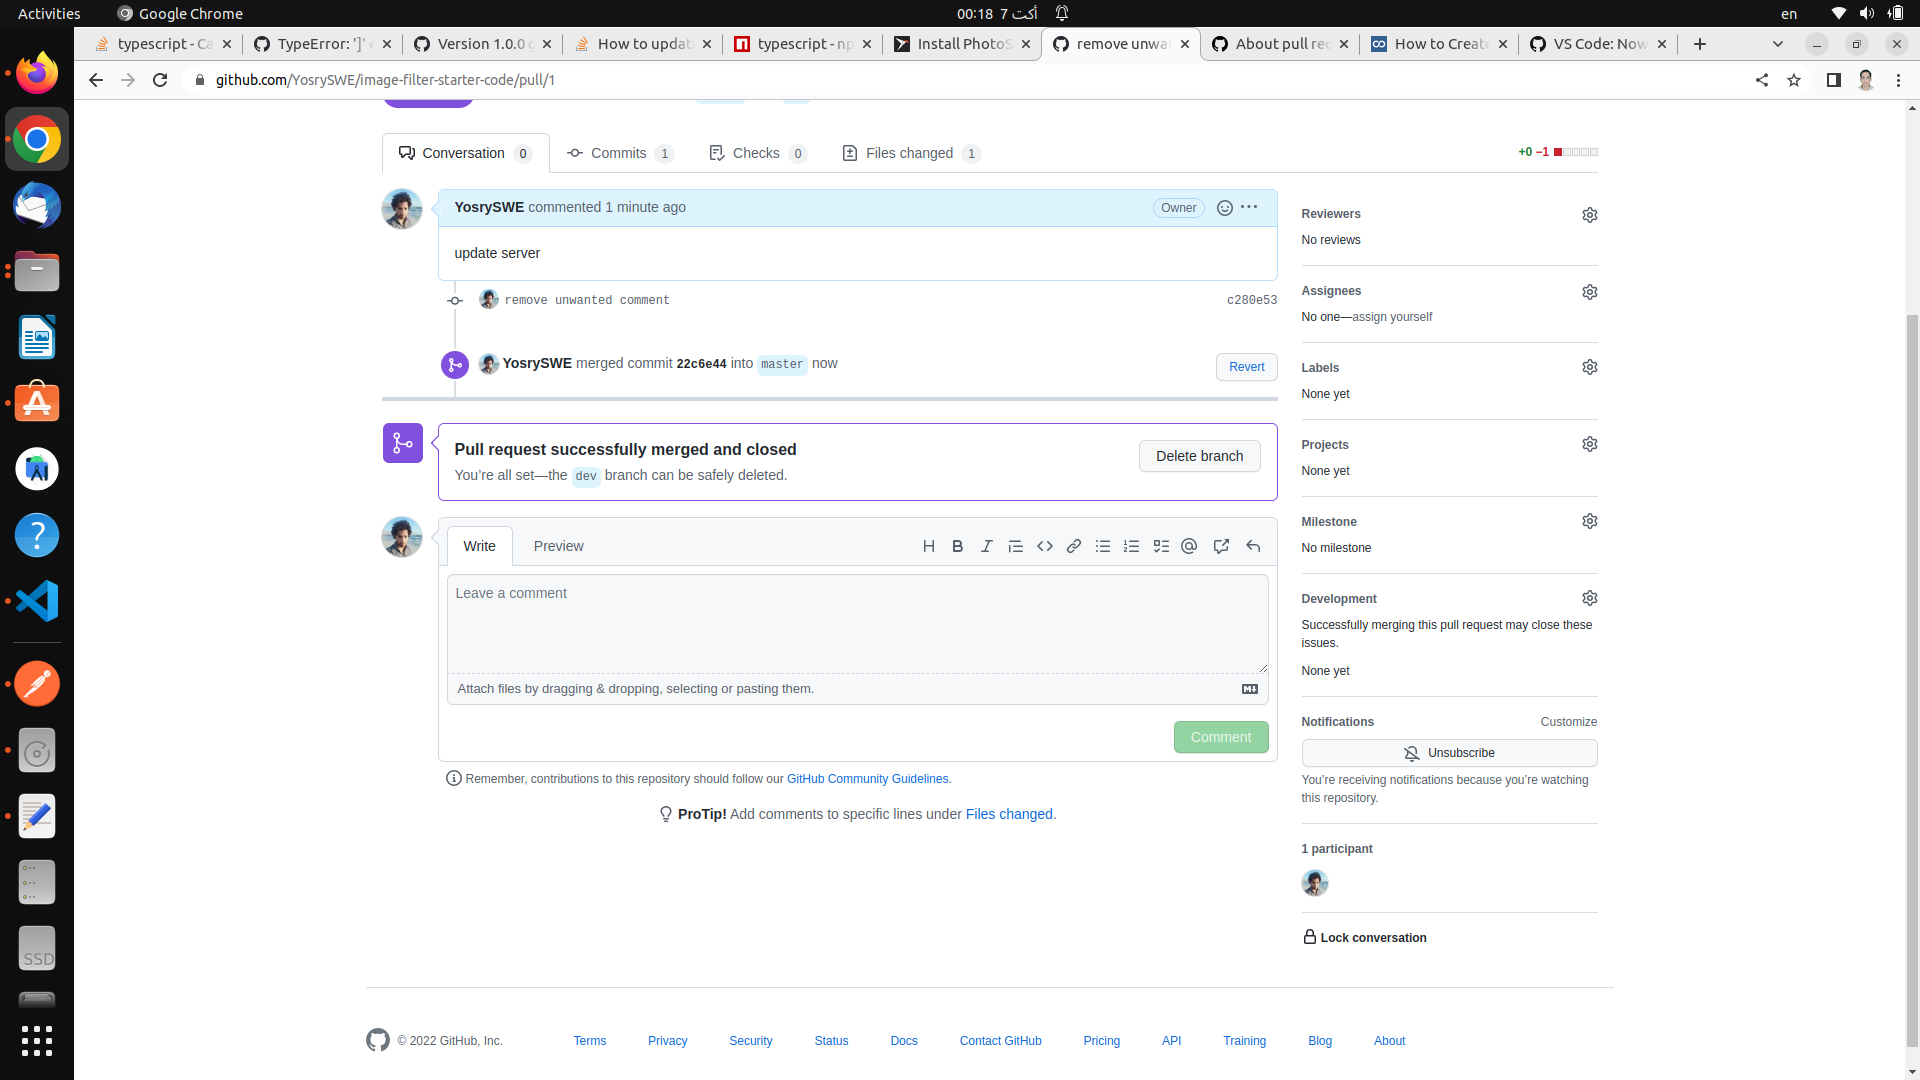 Activities
Google Chrome
00:18 7 أكت
en
typescript - Ca
TypeError: ']' e
Version 1.0.0 g
How to updat
typescript - np
Install PhotoS
remove unwan
About pull req
How to Create
VS Code: Now
github.com/YosrySWE/image-filter-starter-code/pull/1
Conversation 0
Commits 1
Checks 0
Files changed 1
+0 −1
YosrySWE commented 1 minute ago
Owner
update server
remove unwanted comment
c280e53
YosrySWE merged commit 22c6e44 into master now
Revert
Pull request successfully merged and closed
You’re all set—the dev branch can be safely deleted.
Delete branch
Write
Preview
Leave a comment
Attach files by dragging & dropping, selecting or pasting them.
Comment
Remember, contributions to this repository should follow our GitHub Community Guidelines.
ProTip! Add comments to specific lines under Files changed.
Reviewers
No reviews
Assignees
No one—assign yourself
Labels
None yet
Projects
None yet
Milestone
No milestone
Development
Successfully merging this pull request may close these
issues.
None yet
Notifications
Customize
Unsubscribe
You’re receiving notifications because you’re watching
this repository.
1 participant
Lock conversation
SSD
© 2022 GitHub, Inc.
Terms
Privacy
Security
Status
Docs
Contact GitHub
Pricing
API
Training
Blog
About